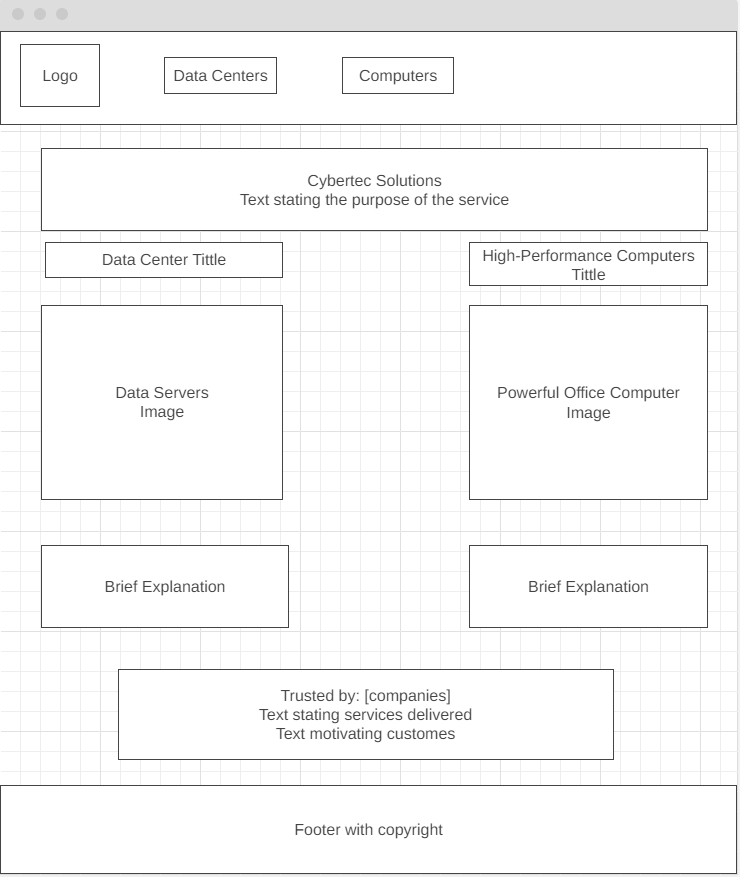 Logo
Data Centers
Computers
Cybertec Solutions
Text stating the purpose of the service
Data Center Tittle
High-Performance Computers
Tittle
Data Servers
Image
Powerful Office Computer
Image
Brief Explanation
Brief Explanation
Trusted by: [companies]
Text stating services delivered
Text motivating customes
Footer with copyright